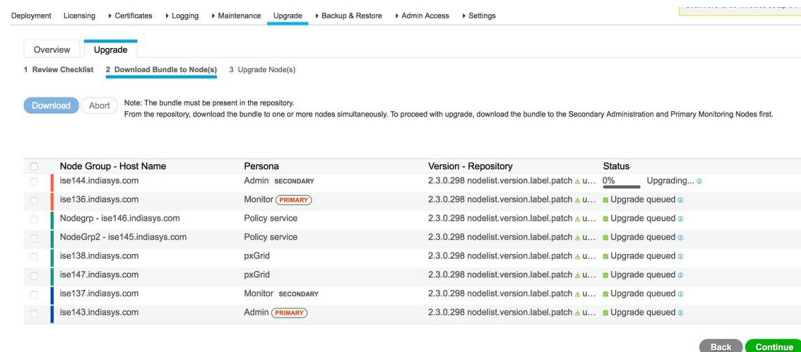 Deployment Licensing Certificates Logging Maintenance Upgrade Backup & Restore Admin Access Settings
Overview Upgrade
1 Review Checklist 2 Download Bundle to Node(s) 3 Upgrade Node(s)
Download Abort Note: The bundle must be present in the repository.
From the repository, download the bundle to one or more nodes simultaneously. To proceed with upgrade, download the bundle to the Secondary Administration and Primary Monitoring Nodes first.
Node Group - Host Name Persona Version - Repository Status
ise144.indiasys.com Admin SECONDARY 2.3.0.298 nodelist.version.label.patch u... 0% Upgrading...
ise136.indiasys.com Monitor PRIMARY 2.3.0.298 nodelist.version.label.patch u... Upgrade queued
Nodegrp - ise146.indiasys.com Policy service 2.3.0.298 nodelist.version.label.patch u... Upgrade queued
NodeGrp2 - ise145.indiasys.com Policy service 2.3.0.298 nodelist.version.label.patch u... Upgrade queued
ise138.indiasys.com pxGrid 2.3.0.298 nodelist.version.label.patch u... Upgrade queued
ise147.indiasys.com pxGrid 2.3.0.298 nodelist.version.label.patch u... Upgrade queued
ise137.indiasys.com Monitor SECONDARY 2.3.0.298 nodelist.version.label.patch u... Upgrade queued
ise143.indiasys.com Admin PRIMARY 2.3.0.298 nodelist.version.label.patch u... Upgrade queued
Back Continue